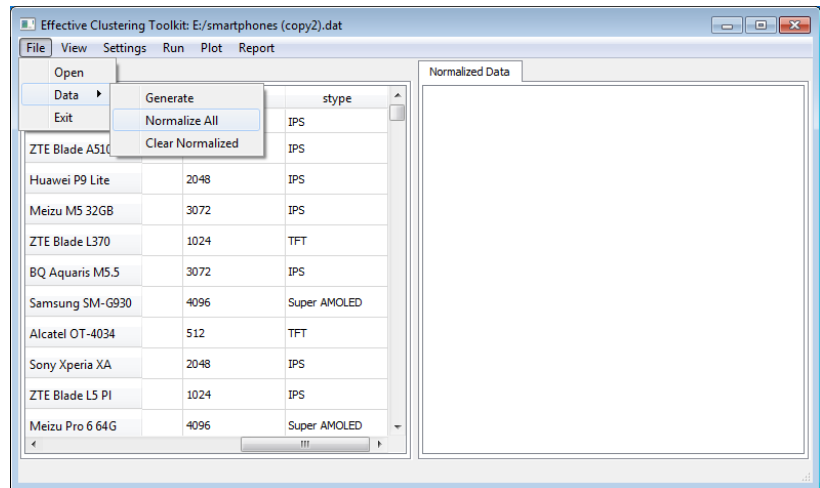 Effective Clustering Toolkit: E:/smartphones (copy2).dat
File View Settings Run Plot Report
Open
Data
Exit
Generate
Normalize All
Clear Normalized
Normalized Data
stype
IPS
ZTE Blade A510 IPS
Huawei P9 Lite 2048 IPS
Meizu M5 32GB 3072 IPS
ZTE Blade L370 1024 TFT
BQ Aquaris M5.5 3072 IPS
Samsung SM-G930 4096 Super AMOLED
Alcatel OT-4034 512 TFT
Sony Xperia XA 2048 IPS
ZTE Blade L5 PI 1024 IPS
Meizu Pro 6 64G 4096 Super AMOLED